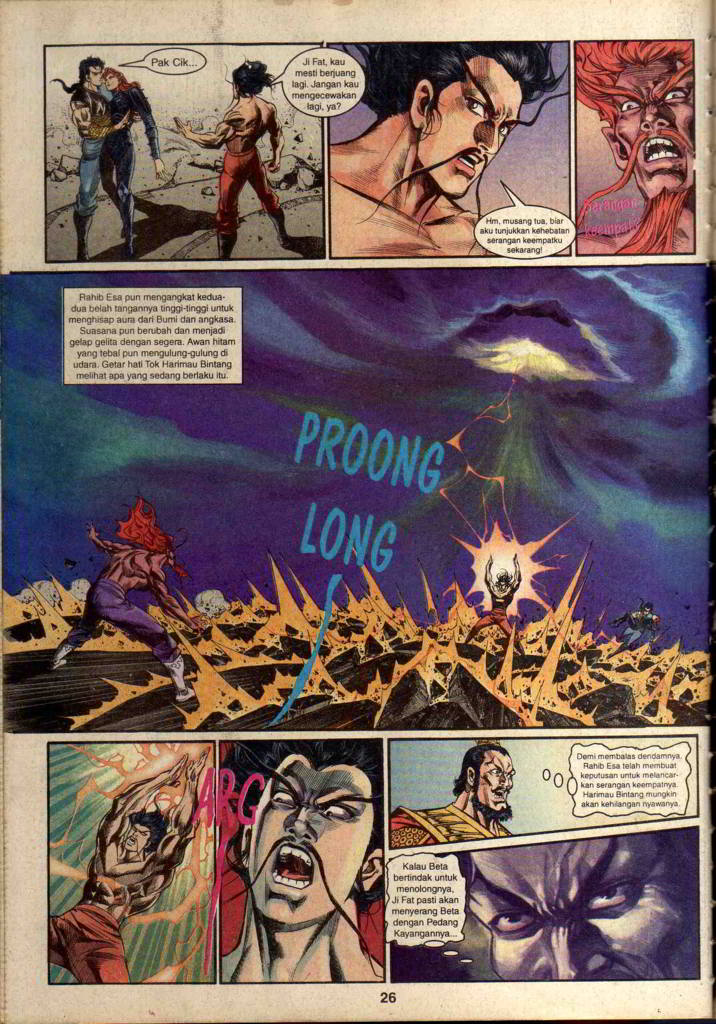 Pak Cik...
Ji Fat, kau
mesti berjuang
lagi. Jangan kau
mengecewakan
lagi, ya?
Hm, musang tua, biar
aku tunjukkan kehebatan
serangan keempatku
sekarang!
Serangan
keempat?
Rahib Esa pun mengangkat kedua-
dua belah tangannya tinggi-tinggi untuk
menghisap aura dari Bumi dan angkasa.
Suasana pun berubah dan menjadi
gelap gelita dengan segera. Awan hitam
yang tebal pun mengulung-gulung di
udara. Getar hati Tok Harimau Bintang
melihat apa yang sedang berlaku itu.
PROONG
LONG
ARG
Demi membalas dendamnya,
Rahib Esa telah membuat
keputusan untuk melancar-
kan serangan keempatnya.
Harimau Bintang mungkin
akan kehilangan nyawanya.
Kalau Beta
bertindak untuk
menolongnya,
Ji Fat pasti akan
menyerang Beta
dengan Pedang
Kayangannya...
26